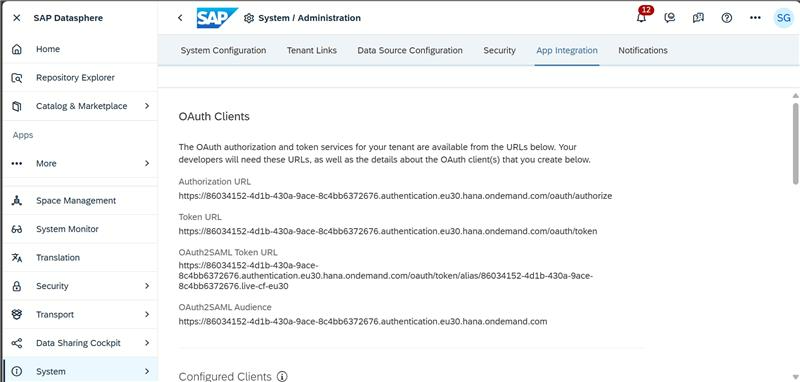 SAP Datasphere
SAP
System / Administration
12
SG
Home
Repository Explorer
Catalog & Marketplace
Apps
More
Space Management
System Monitor
Translation
Security
Transport
Data Sharing Cockpit
System
System Configuration
Tenant Links
Data Source Configuration
Security
App Integration
Notifications
OAuth Clients
The OAuth authorization and token services for your tenant are available from the URLs below. Your
developers will need these URLs, as well as the details about the OAuth client(s) that you create below.
Authorization URL
https://86034152-4d1b-430a-9ace-8c4bb6372676.authentication.eu30.hana.ondemand.com/oauth/authorize
Token URL
https://86034152-4d1b-430a-9ace-8c4bb6372676.authentication.eu30.hana.ondemand.com/oauth/token
OAuth2SAML Token URL
https://86034152-4d1b-430a-9ace-
8c4bb6372676.authentication.eu30.hana.ondemand.com/oauth/token/alias/86034152-4d1b-430a-9ace-
8c4bb6372676.live-cf-eu30
OAuth2SAML Audience
https://86034152-4d1b-430a-9ace-8c4bb6372676.authentication.eu30.hana.ondemand.com
Configured Clients